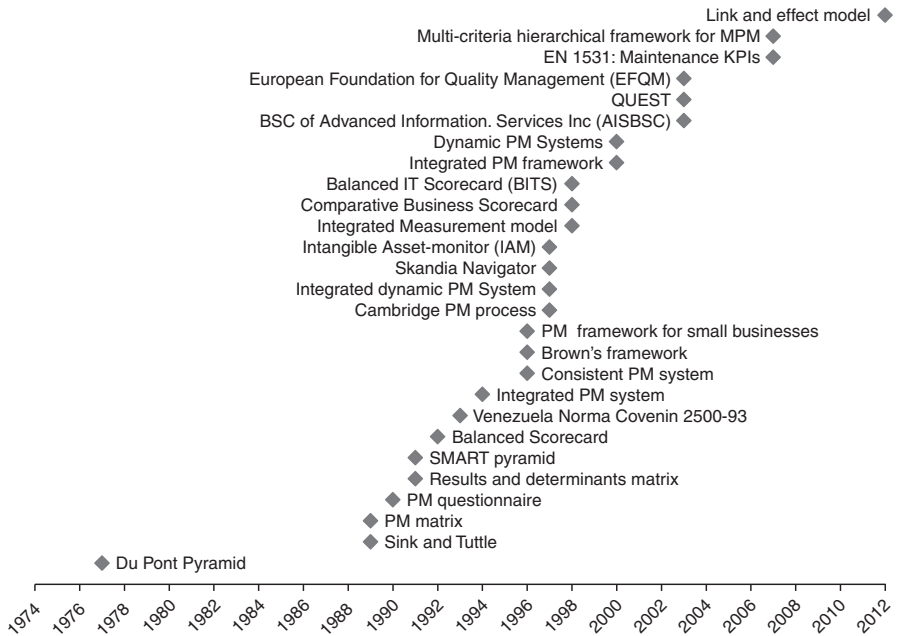 Link and effect model
Multi-criteria hierarchical framework for MPM
EN 1531: Maintenance KPIs
European Foundation for Quality Management (EFQM)
QUEST
BSC of Advanced Information. Services Inc (AISBSC)
Dynamic PM Systems
Integrated PM framework
Balanced IT Scorecard (BITS)
Comparative Business Scorecard
Integrated Measurement model
Intangible Asset-monitor (IAM)
Skandia Navigator
Integrated dynamic PM System
Cambridge PM process
PM framework for small businesses
Brown's framework
Consistent PM system
Integrated PM system
Venezuela Norma Covenin 2500-93
Balanced Scorecard
SMART pyramid
Results and determinants matrix
PM questionnaire
PM matrix
Sink and Tuttle
Du Pont Pyramid
1974 1976 1978 1980 1982 1984 1986 1988 1990 1992 1994 1996 1998 2000 2002 2004 2006 2008 2010 2012